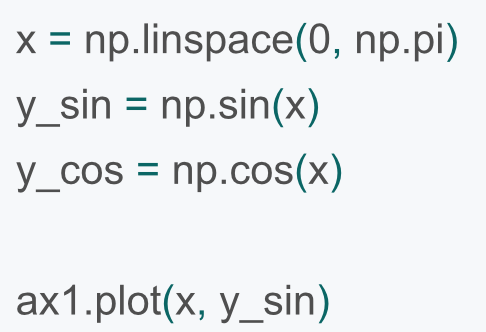 x = np.linspace(0, np.pi)
y_sin = np.sin(x)
y_cos = np.cos(x)
ax1.plot(x, y_sin)